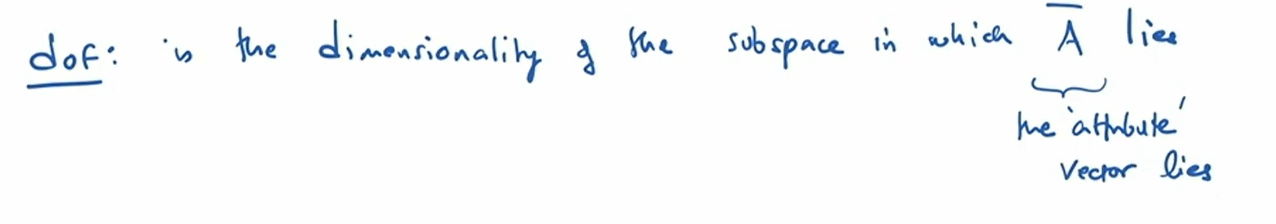 dof: is the dimensionality of the subspace in which A̅ lies
the 'attribute'
vector lies